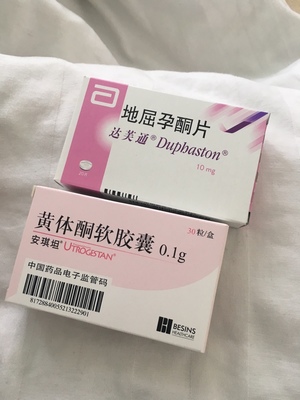 地屈孕酮片
达芙通® Duphaston®
10 mg
黄体酮软胶囊 0.1g
30粒/盒
安琪坦® UTROGESTAN®
中国药品电子监管码
81728840055213222901
BESINS
HEALTHCARE